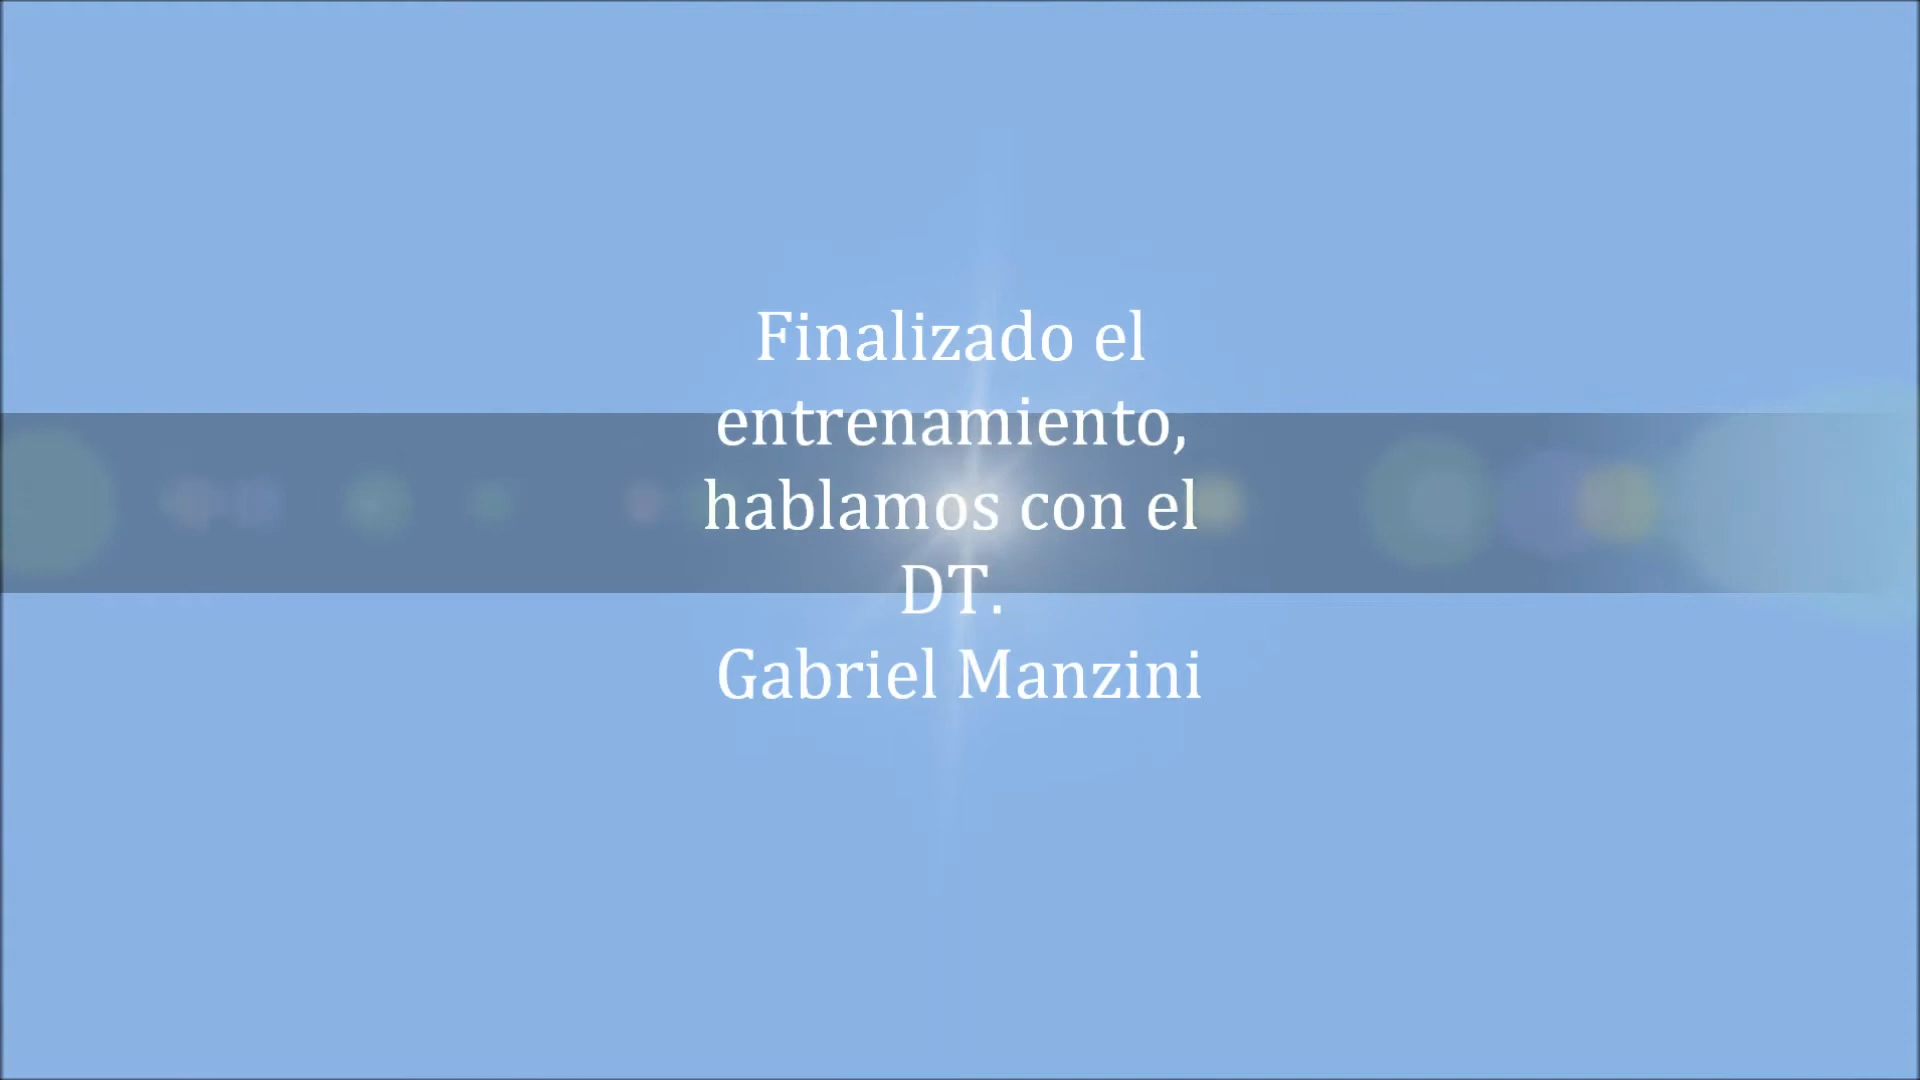 Finalizado el
entrenamiento,
hablamos con el
DT.
Gabriel Manzini